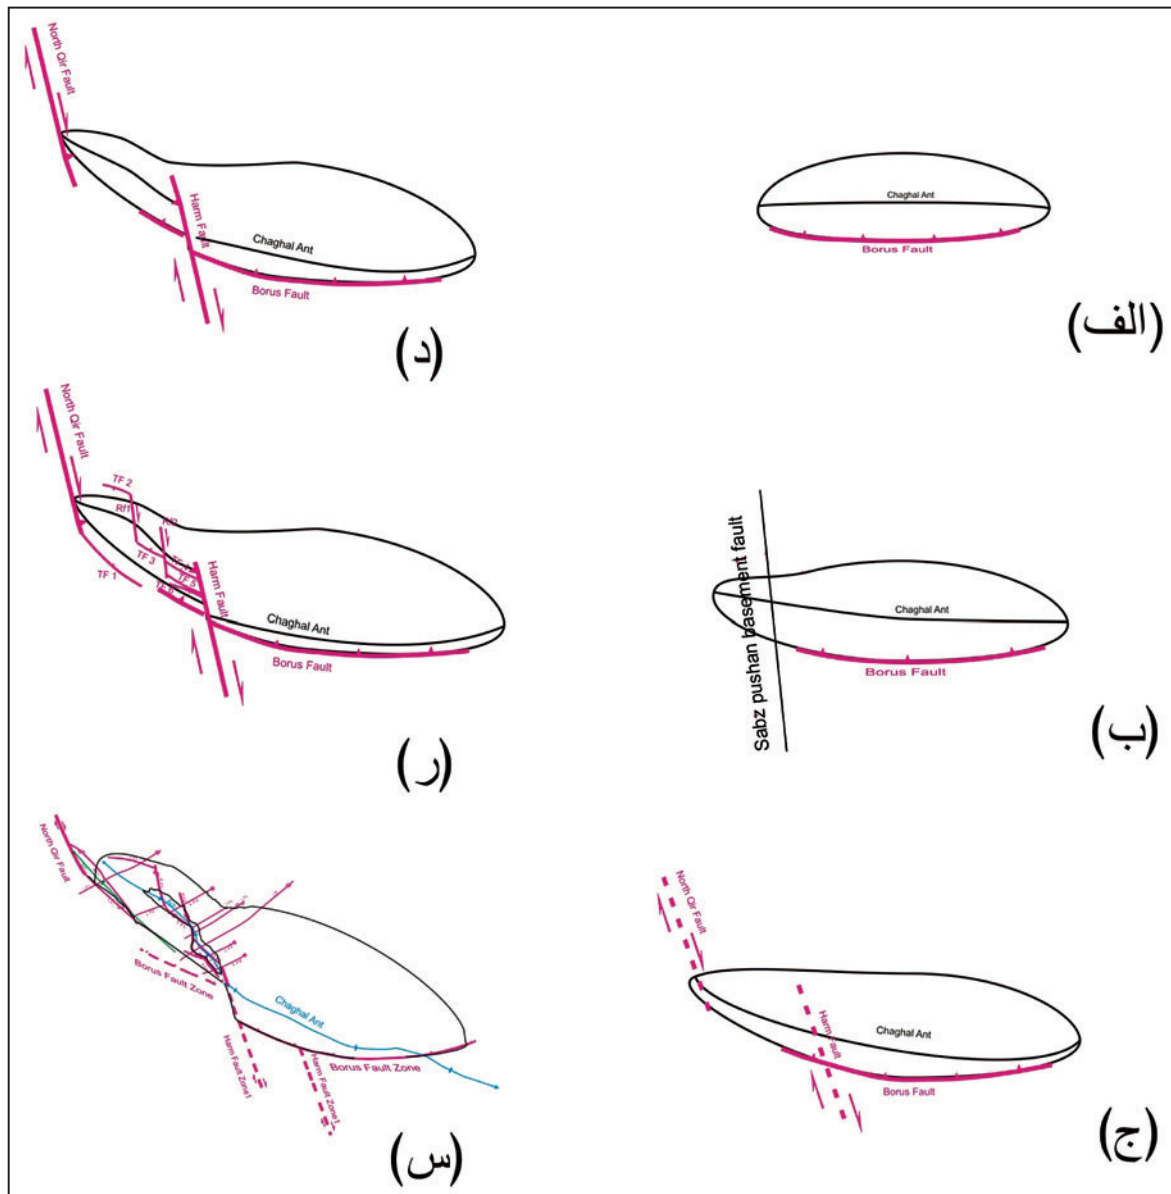 Chaghal Ant
Borus Fault
(الف)
Sabz pushan basement fault
Chaghal Ant
Borus Fault
(ب)
North Qir Fault
Harm Fault
Chaghal Ant
Borus Fault
(ج)
North Qir Fault
Harm Fault
Chaghal Ant
Borus Fault
(د)
North Qir Fault
TF 2
Rf1
TF 3
TF 5
TF 1
Harm Fault
Chaghal Ant
Borus Fault
(ر)
North Qir Fault
Borus Fault Zone
Chaghal Ant
Harm Fault Zone1
Harm Fault Zone1
Borus Fault Zone
(س)